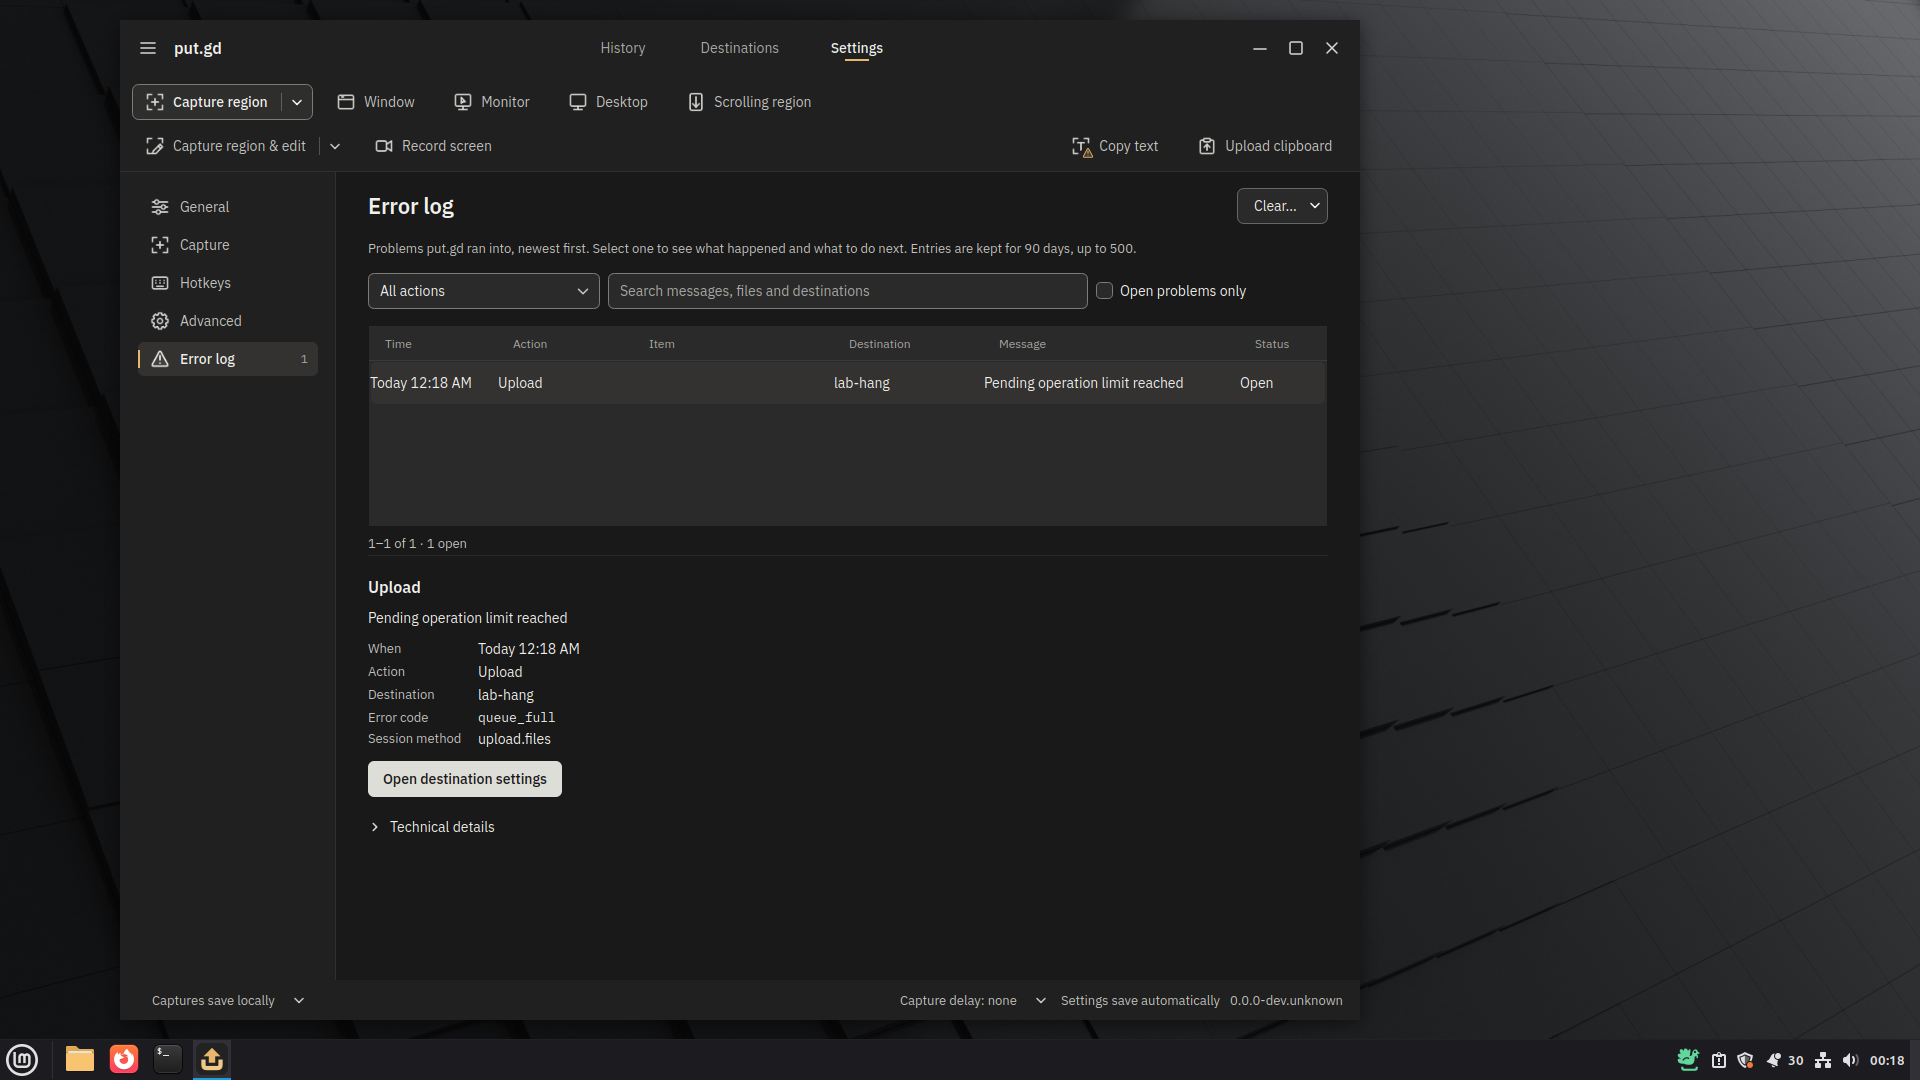 put.gd
History
Destinations
Settings
Capture region
Window
Monitor
Desktop
Scrolling region
Capture region & edit
Record screen
Copy text
Upload clipboard
General
Capture
Hotkeys
Advanced
Error log 1
Error log
Clear...
Problems put.gd ran into, newest first. Select one to see what happened and what to do next. Entries are kept for 90 days, up to 500.
All actions
Search messages, files and destinations
Open problems only
Time Action Item Destination Message Status
Today 12:18 AM Upload lab-hang Pending operation limit reached Open
1–1 of 1 · 1 open
Upload
Pending operation limit reached
When Today 12:18 AM
Action Upload
Destination lab-hang
Error code queue_full
Session method upload.files
Open destination settings
Technical details
Captures save locally
Capture delay: none
Settings save automatically
0.0.0-dev.unknown
lm
$_
30
00:18